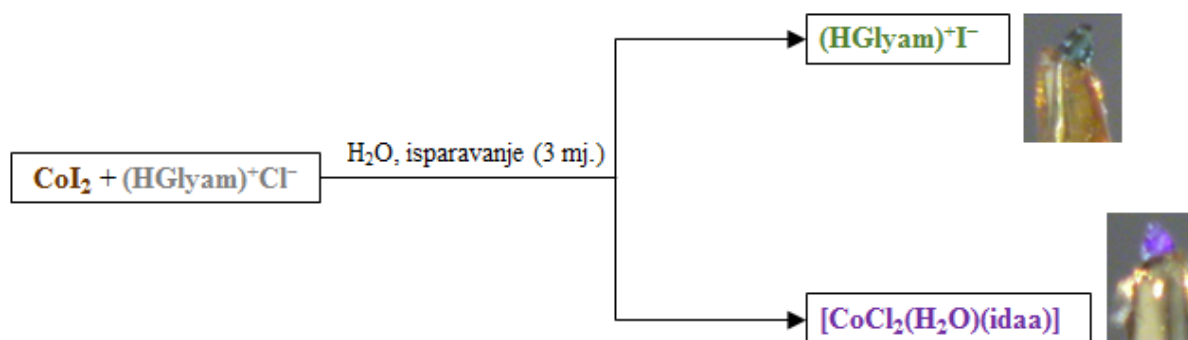 (HGlyam)⁺I⁻
H₂O, isparavanje (3 mj.)
CoI₂ + (HGlyam)⁺Cl⁻
[CoCl₂(H₂O)(idaa)]